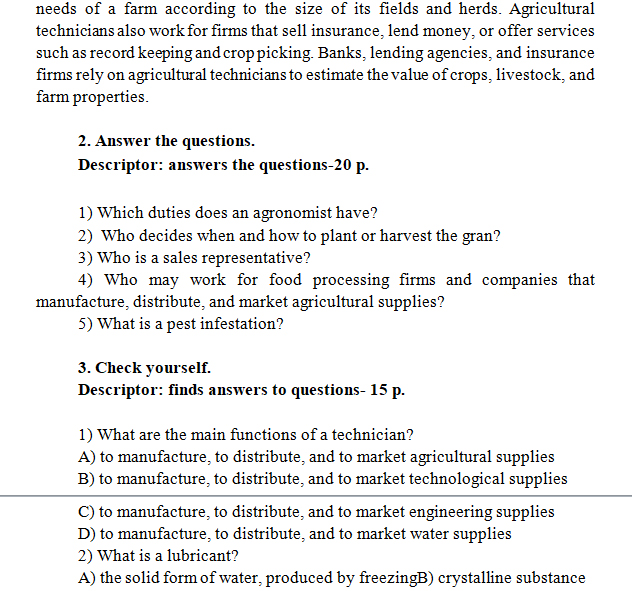 needs of a farm according to the size of its fields and herds. Agricultural
technicians also work for firms that sell insurance, lend money, or offer services
such as record keeping and crop picking. Banks, lending agencies, and insurance
firms rely on agricultural technicians to estimate the value of crops, livestock, and
farm properties.
2. Answer the questions.
Descriptor: answers the questions-20 p.
1) Which duties does an agronomist have?
2) Who decides when and how to plant or harvest the gran?
3) Who is a sales representative?
4) Who may work for food processing firms and companies that
manufacture, distribute, and market agricultural supplies?
5) What is a pest infestation?
3. Check yourself.
Descriptor: finds answers to questions- 15 p.
1) What are the main functions of a technician?
A) to manufacture, to distribute, and to market agricultural supplies
B) to manufacture, to distribute, and to market technological supplies
C) to manufacture, to distribute, and to market engineering supplies
D) to manufacture, to distribute, and to market water supplies
2) What is a lubricant?
A) the solid form of water, produced by freezingB) crystalline substance